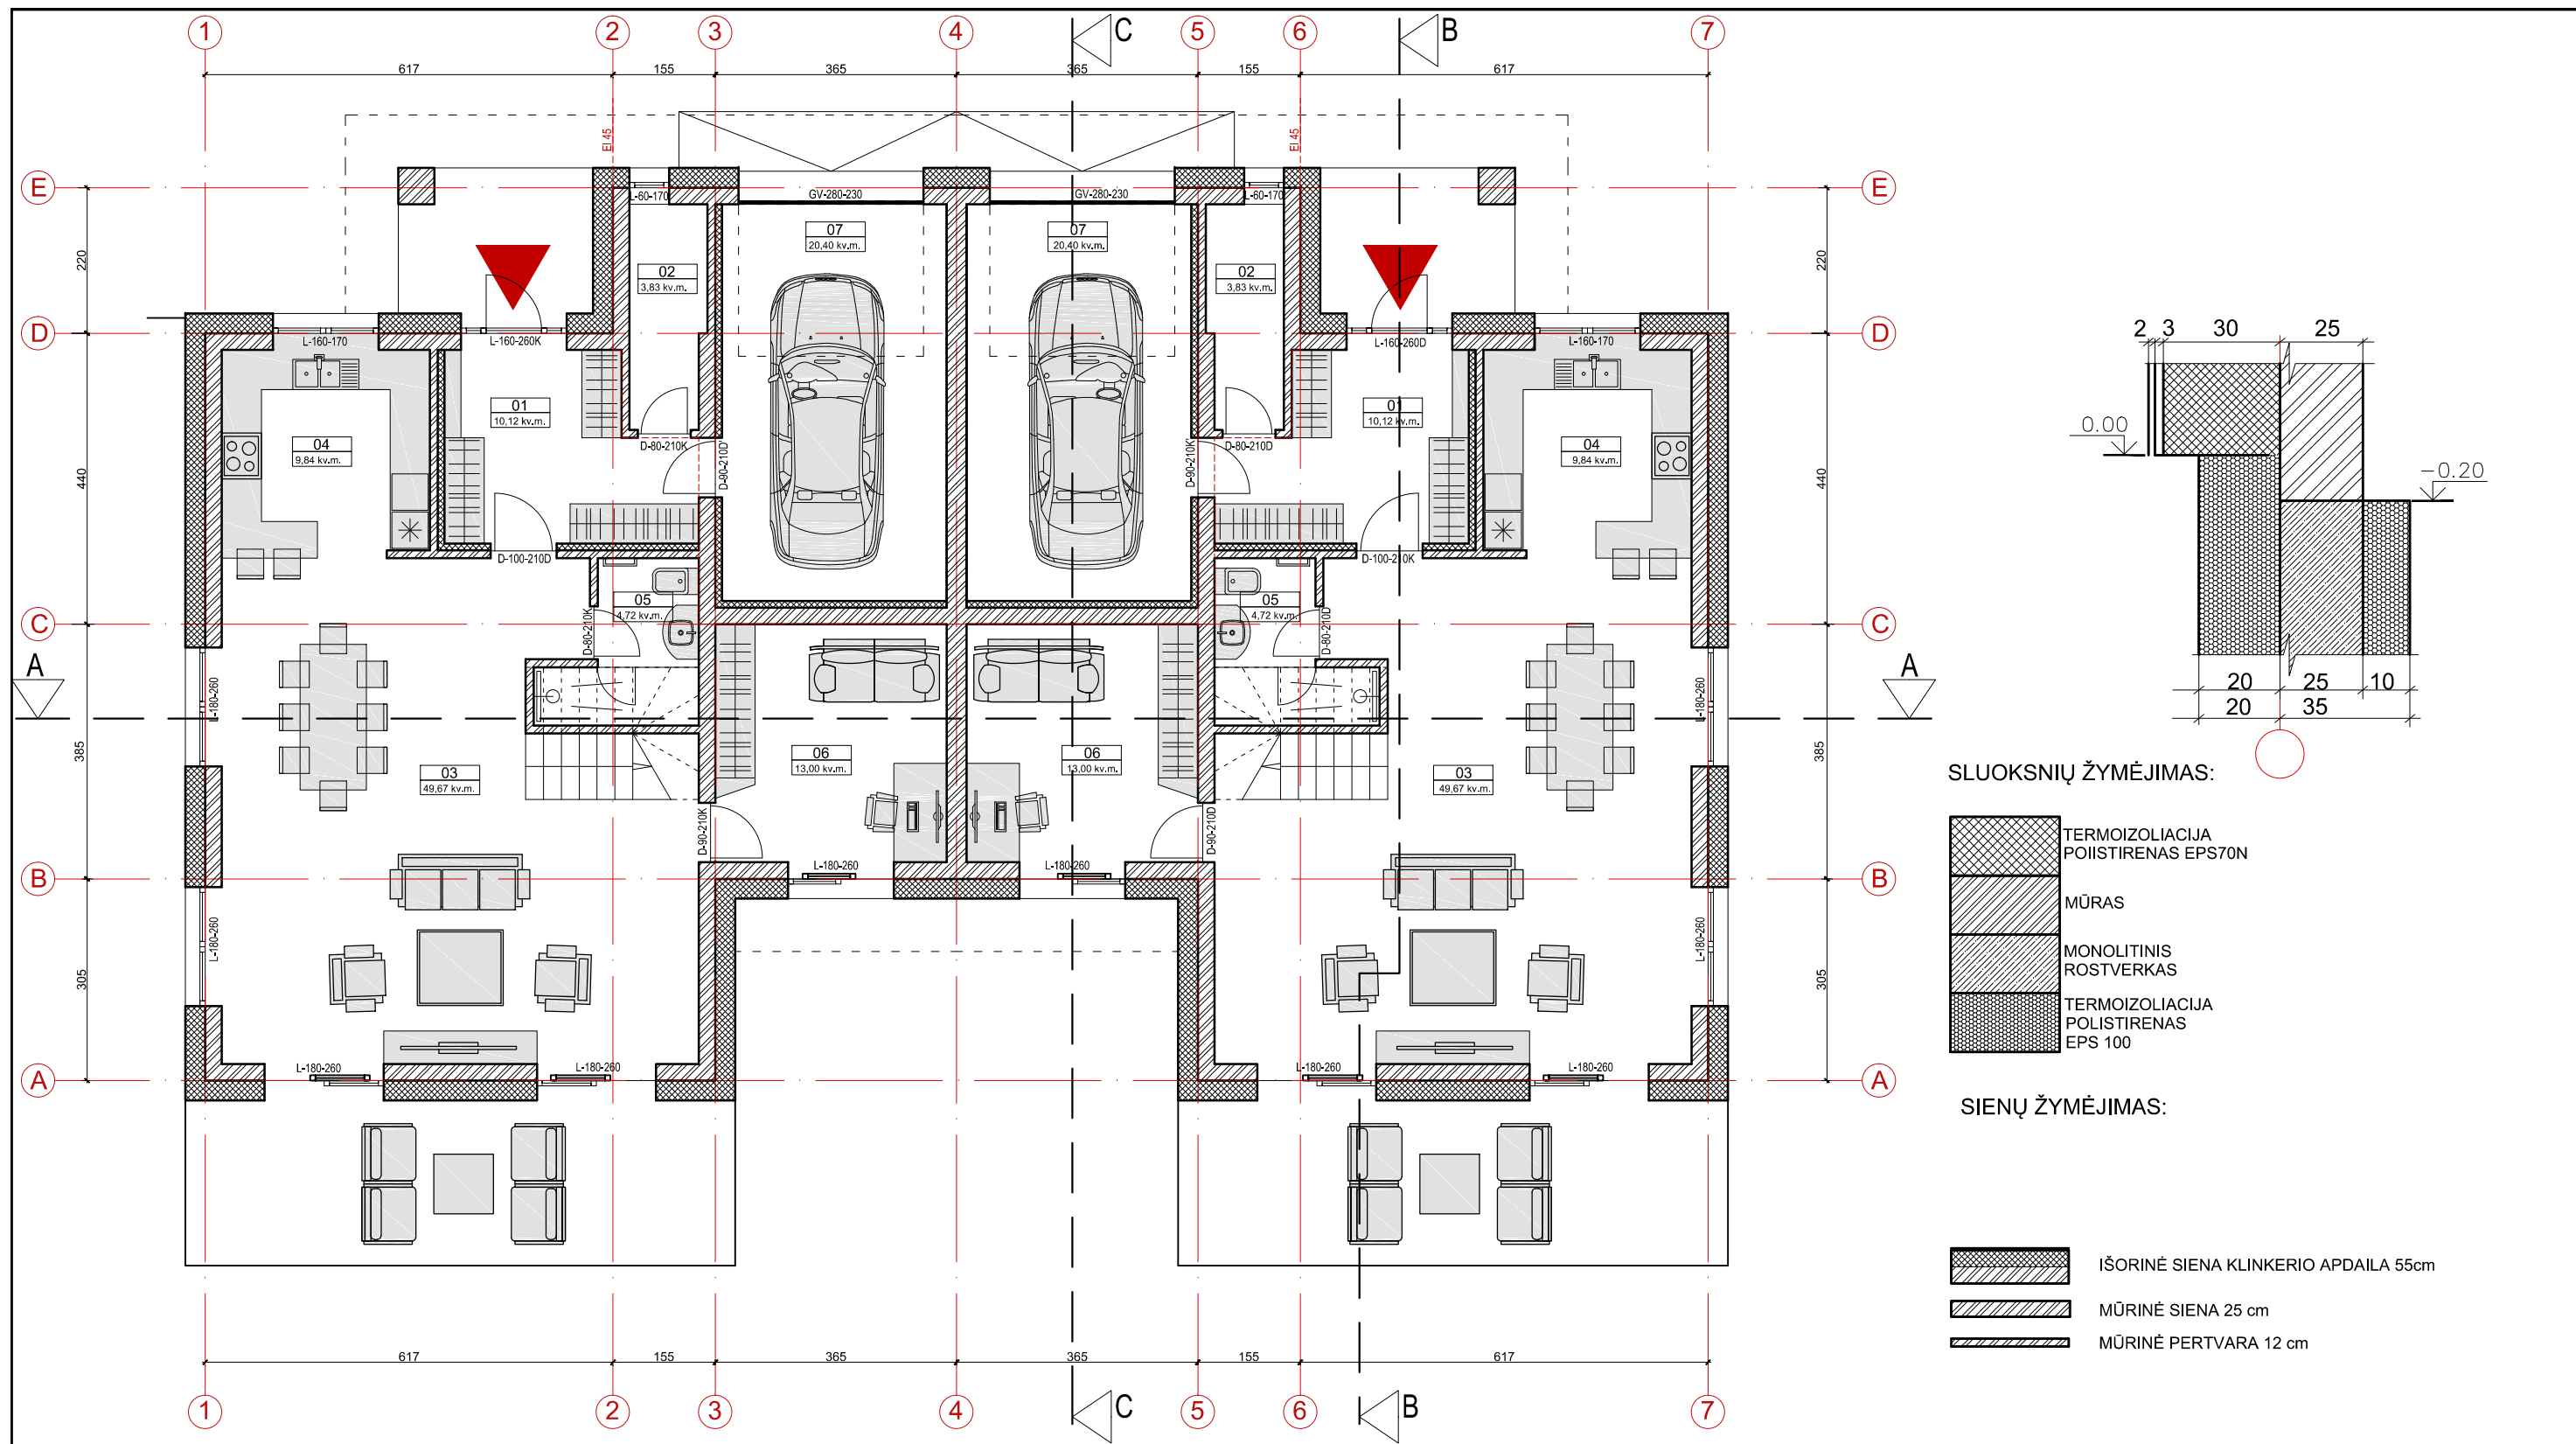 1 2 3 4 5 6 7
C B
617 155 365 365 155 617
EI 45 EI 45
E E
L-60-170 GV-280-230 GV-280-230 L-60-170
07 07
20,40 kv.m. 20,40 kv.m.
220 220
02 02
3,83 kv.m. 3,83 kv.m.
D D
L-160-170 L-160-260K L-160-260D L-160-170
2 3 30 25
01 01
10,12 kv.m. 10,12 kv.m.
0.00
04 04
9,84 kv.m. 9,84 kv.m.
D-80-210K D-80-210D
D-90-210D' D-90-210K'
-0.20
440 440
D-100-210D D-100-210K
05 05
4,72 kv.m. 4,72 kv.m.
C C
D-80-210K D-80-210D
A A
20 25 10
20 35
L-180-260 L-180-260
385 385
06 06
13,00 kv.m. 13,00 kv.m.
03 03
49,67 kv.m. 49,67 kv.m.
SLUOKSNIŲ ŽYMĖJIMAS:
D-90-210K D-90-210D
TERMOIZOLIACIJA
POIISTIRENAS EPS70N
L-180-260 L-180-260
B B
MŪRAS
L-180-260 L-180-260
MONOLITINIS
ROSTVERKAS
305 305
TERMOIZOLIACIJA
POLISTIRENAS
EPS 100
L-180-260 L-180-260 L-180-260 L-180-260
A A
SIENŲ ŽYMĖJIMAS:
IŠORINĖ SIENA KLINKERIO APDAILA 55cm
MŪRINĖ SIENA 25 cm
MŪRINĖ PERTVARA 12 cm
617 155 365 365 155 617
C B
1 2 3 4 5 6 7